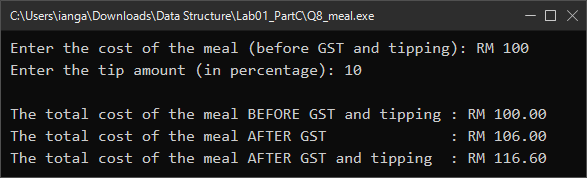 C:\Users\ianga\Downloads\Data Structure\Lab01_PartC\Q8_meal.exe
Enter the cost of the meal (before GST and tipping): RM 100
Enter the tip amount (in percentage): 10
The total cost of the meal BEFORE GST and tipping : RM 100.00
The total cost of the meal AFTER GST              : RM 106.00
The total cost of the meal AFTER GST and tipping  : RM 116.60